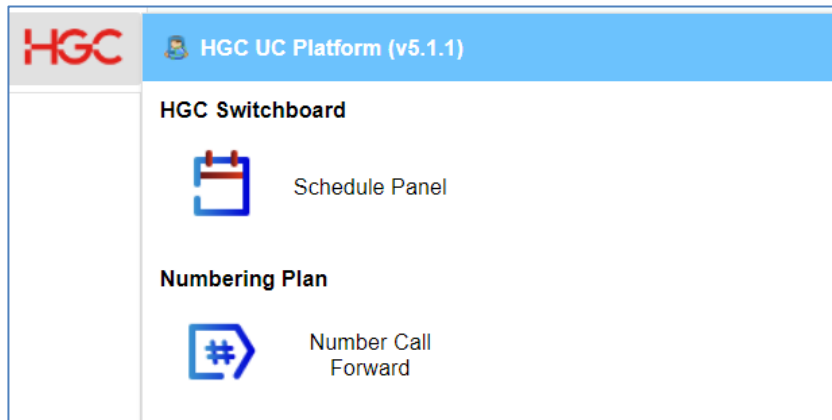 HGC
HGC UC Platform (v5.1.1)
HGC Switchboard
Schedule Panel
Numbering Plan
#
Number Call
Forward